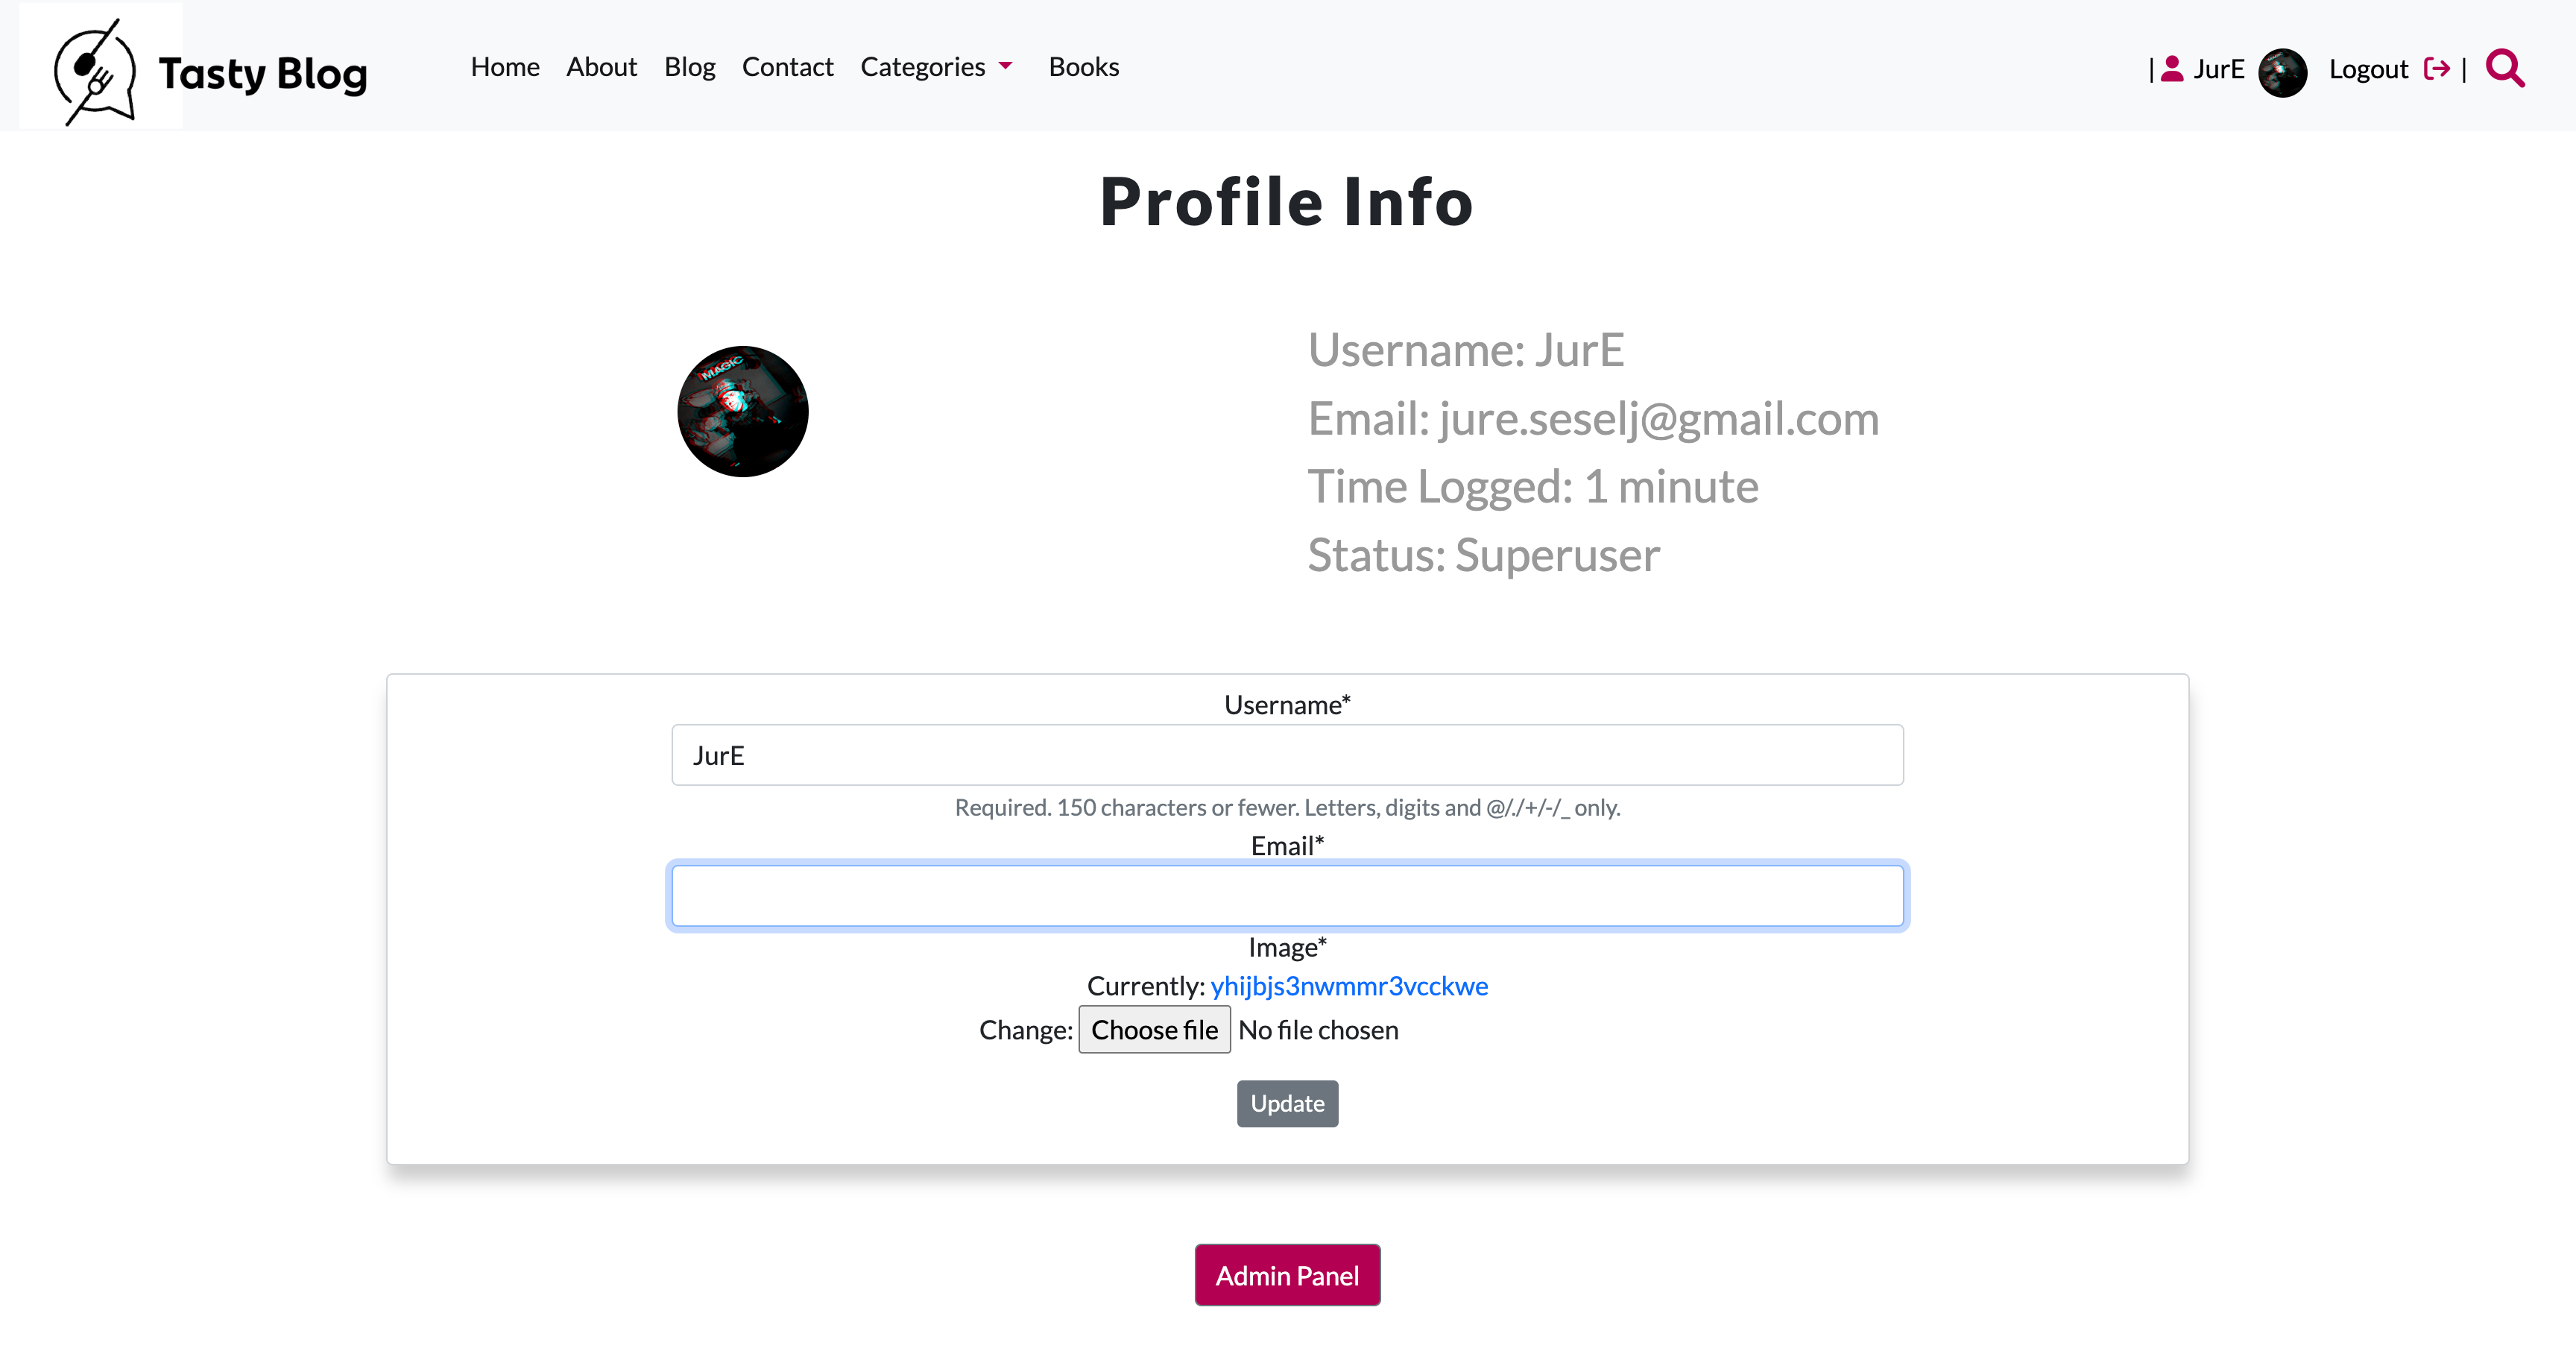 Tasty Blog
Home About Blog Contact Categories Books
| JurE Logout |
Profile Info
MAGIC
Username: JurE
Email: jure.seselj@gmail.com
Time Logged: 1 minute
Status: Superuser
Username*
JurE
Required. 150 characters or fewer. Letters, digits and @/./+/-/_ only.
Email*
Image*
Currently: yhijbjs3nwmmr3vcckwe
Change: Choose file No file chosen
Update
Admin Panel